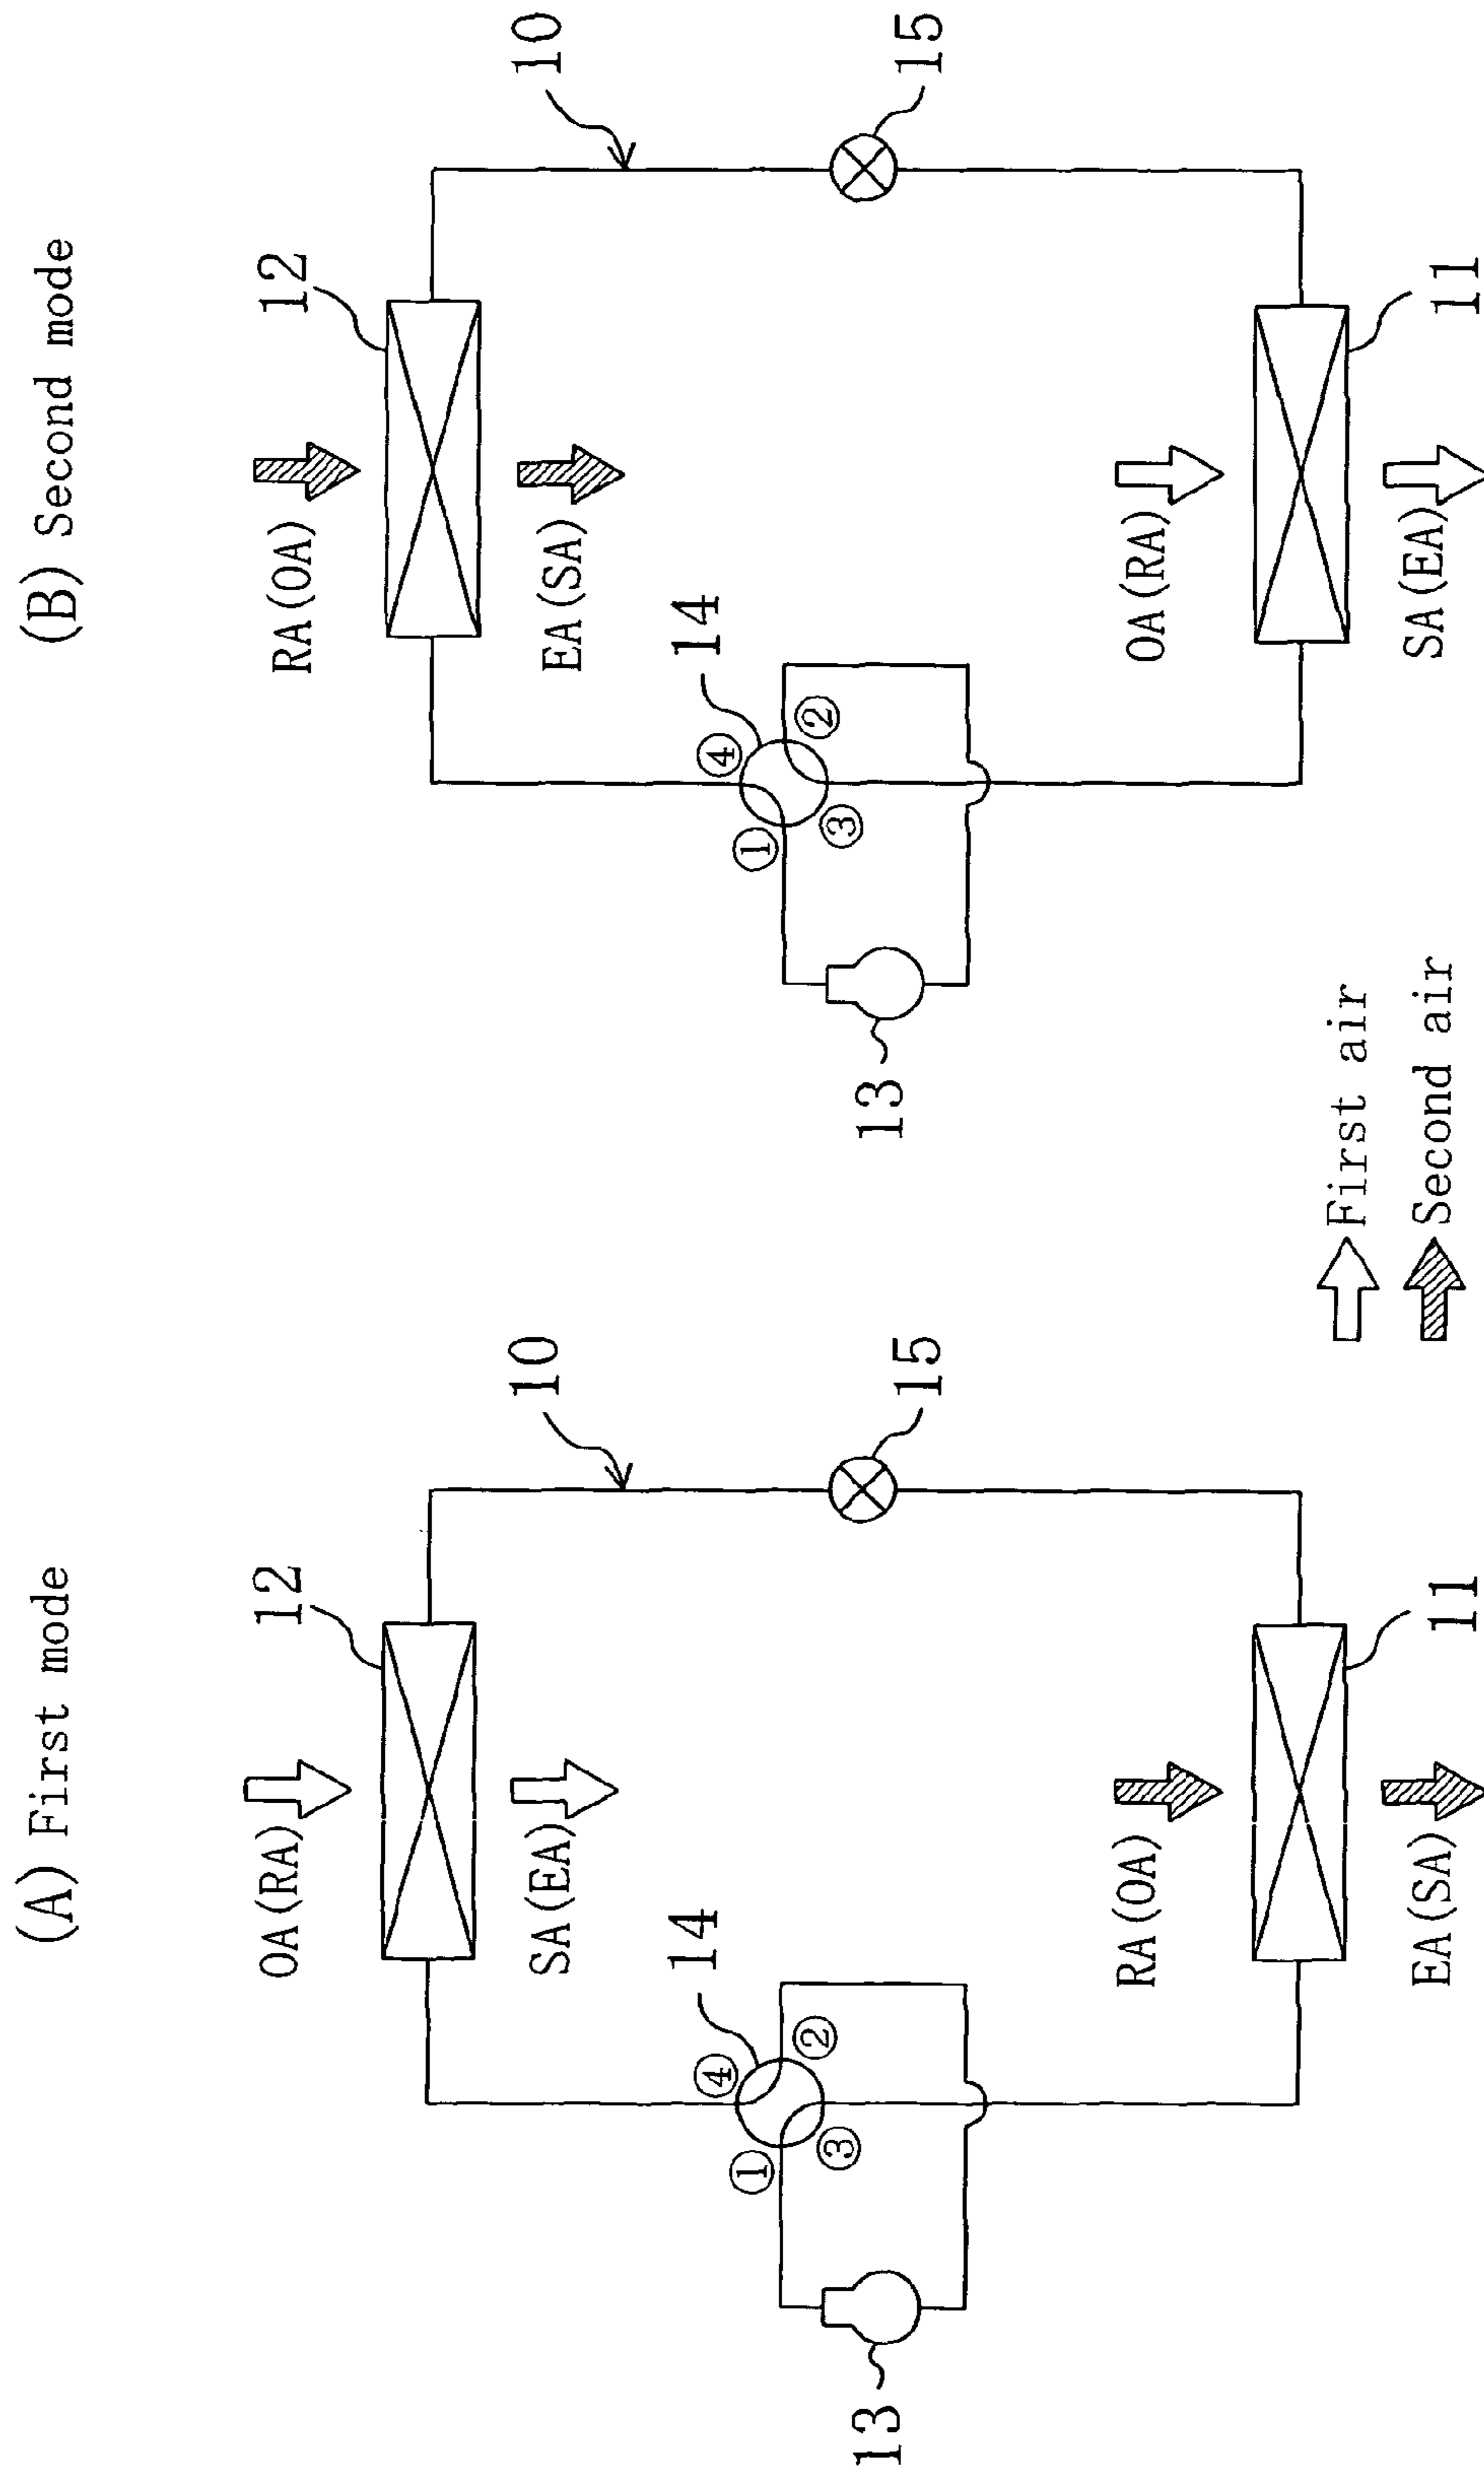 (A) First mode
12
10
OA(RA)
SA(EA)
14
④
①
②
③
13
15
RA(OA)
EA(SA)
11
(B) Second mode
12
10
RA(OA)
EA(SA)
14
④
①
②
③
13
15
OA(RA)
SA(EA)
11
First air
Second air